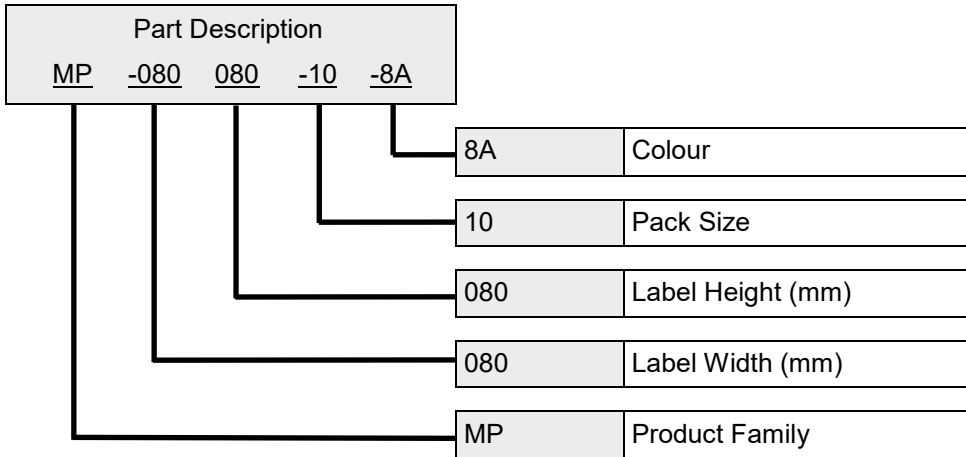 Part Description
MP -080 080 -10 -8A
8A Colour
10 Pack Size
080 Label Height (mm)
080 Label Width (mm)
MP Product Family